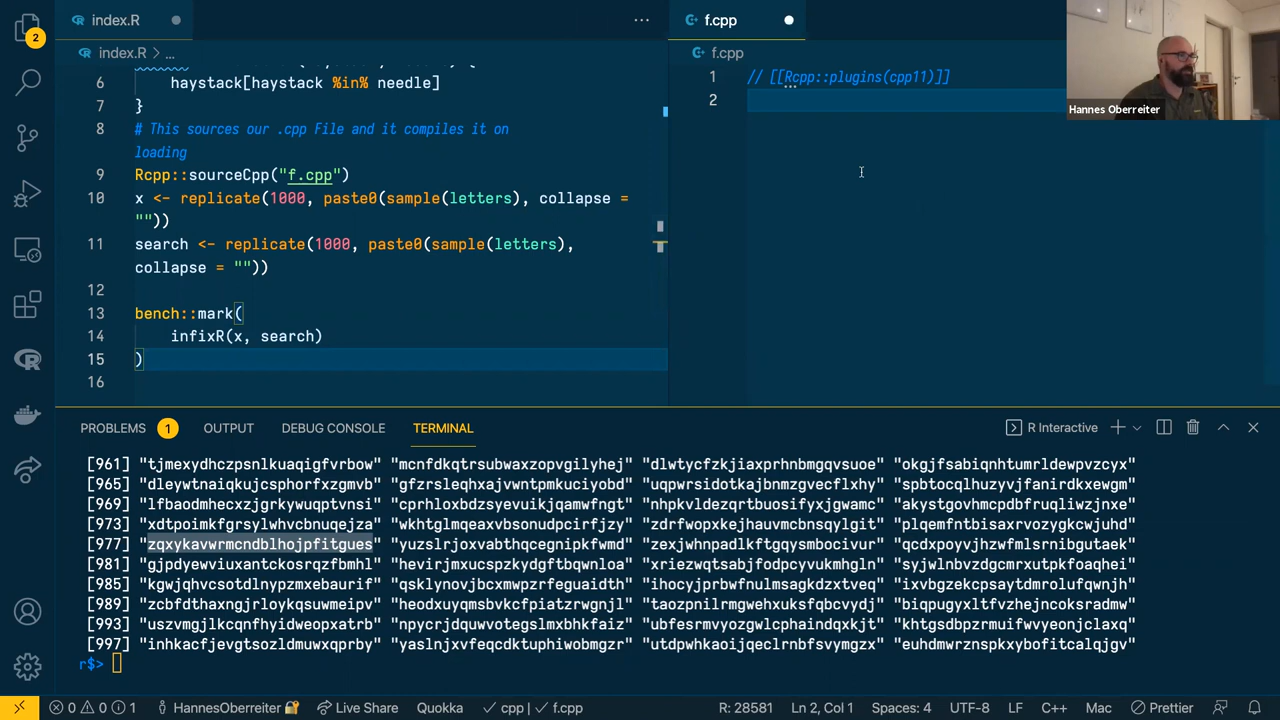 2
index.R
...
index.R > ...
6 haystack[haystack %in% needle]
7 }
8 # This sources our .cpp File and it compiles it on
loading
9 Rcpp::sourceCpp("f.cpp")
10 x <- replicate(1000, paste0(sample(letters), collapse =
""))
11 search <- replicate(1000, paste0(sample(letters),
collapse = ""))
12
13 bench::mark(
14 infixR(x, search)
15 )
16
f.cpp
f.cpp
1 // [[Rcpp::plugins(cpp11)]]
2
Hannes Oberreiter
PROBLEMS 1 OUTPUT DEBUG CONSOLE TERMINAL R Interactive
[961] "tjmexydhczpsnlkuaqigfvrbow" "mcnfdkqtrsubwaxzopvgilyhej" "dlwtycfzkjiaxprhnbmgqvsuoe" "okgjfsabiqnhtumrldewpvzcyx"
[965] "dleywtnaiqkujcsphorfxzgmvb" "gfzrsleqhxajvwntpmkuciyobd" "uqpwrsidotkajbnmzgvecflxhy" "spbtocqlhuzyvjfanirdkxewgm"
[969] "lfbaodmhecxzjgrkywuqptvnsi" "cprhloxbdzsyevuikjqamwfngt" "nhpkvldezqrtbuosifyxjgwamc" "akystgovhmjcpdbfruqliwzjnxe"
[973] "xdtpoimkfgrsylwhvcbnuqejza" "wkhtglmqeaxvbsonudpcirfjzy" "zdrfwopxkejhauvmcbnsqylgit" "plqemfntbisaxrvozygkcwjuhd"
[977] "zqxykavwrmcndblhojpfitgues" "yuzslrjoxvabthqcegnipkfwmd" "zexjwhnpadlkftgqysmbocivur" "qcdxpoyvjhzwfmlsrnibgutaek"
[981] "gjpdyewviuxantckosrqzfbmhl" "hevirjmxucspzkydgftbqwnloa" "xriezwqtsabjfodpcyvukmhgln" "syjwlnbvzdgcmrxutpkfoaqhei"
[985] "kgwjqhvcsotdlnypzmxebaurif" "qsklynovjbcxmwpzrfeguaidth" "ihocyjprbwfnulmsagkdzxtveq" "ixvbgzekcpsaytdmrolufqwnjh"
[989] "zcbfdthaxngjrloykqsuwmeipv" "heodxuyqmsbvkcfpiatzrwgnjl" "taozpnilrmgwehxuksfqbcvydj" "biqpugyxltfvzhejncoksradmw"
[993] "uszvmgjlkcqnfhyidweopxatrb" "npycrjdquwvotegslmxbhkfaiz" "ubfesrmvyozgwlcphaindqxkjt" "khtgsdbpzrmuifwvyeonjclaxq"
[997] "inhkacfjevgtsozldmuwxqprby" "yaslnjxvfeqcdktuphiwobmgzr" "utdpwhkaoijqeclrnbfsvymgzx" "euhdmwrznspkxybofitcalqjgv"
r$>
0 0 1 HannesOberreiter Live Share Quokka cpp | f.cpp R: 28581 Ln 2, Col 1 Spaces: 4 UTF-8 LF C++ Mac Prettier